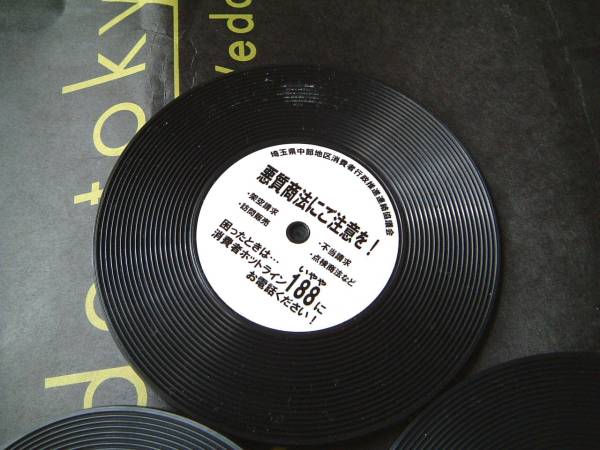 埼玉県中部地区消費者行政推進連絡協議会
悪質商法にご注意を！
・架空請求
・訪問販売
・不当請求
・点検商法など
困ったときは…
いやや
消費者ホットライン188に
お電話ください！
d
tokyo